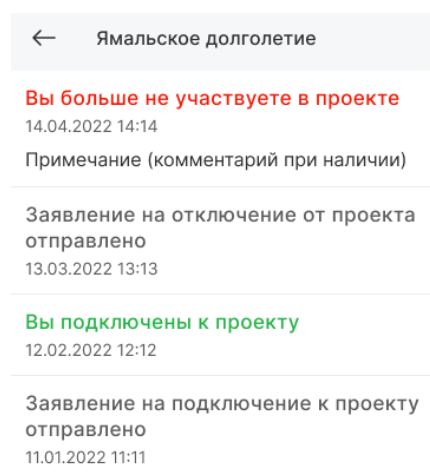 Ямальское долголетие
Вы больше не участвуете в проекте
14.04.2022 14:14
Примечание (комментарий при наличии)
Заявление на отключение от проекта
отправлено
13.03.2022 13:13
Вы подключены к проекту
12.02.2022 12:12
Заявление на подключение к проекту
отправлено
11.01.2022 11:11